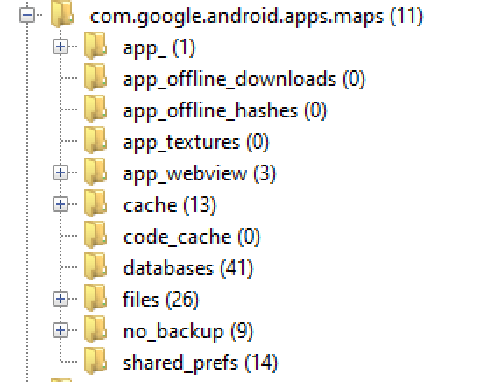 com.google.android.apps.maps (11)
app_ (1)
app_offline_downloads (0)
app_offline_hashes (0)
app_textures (0)
app_webview (3)
cache (13)
code_cache (0)
databases (41)
files (26)
no_backup (9)
shared_prefs (14)